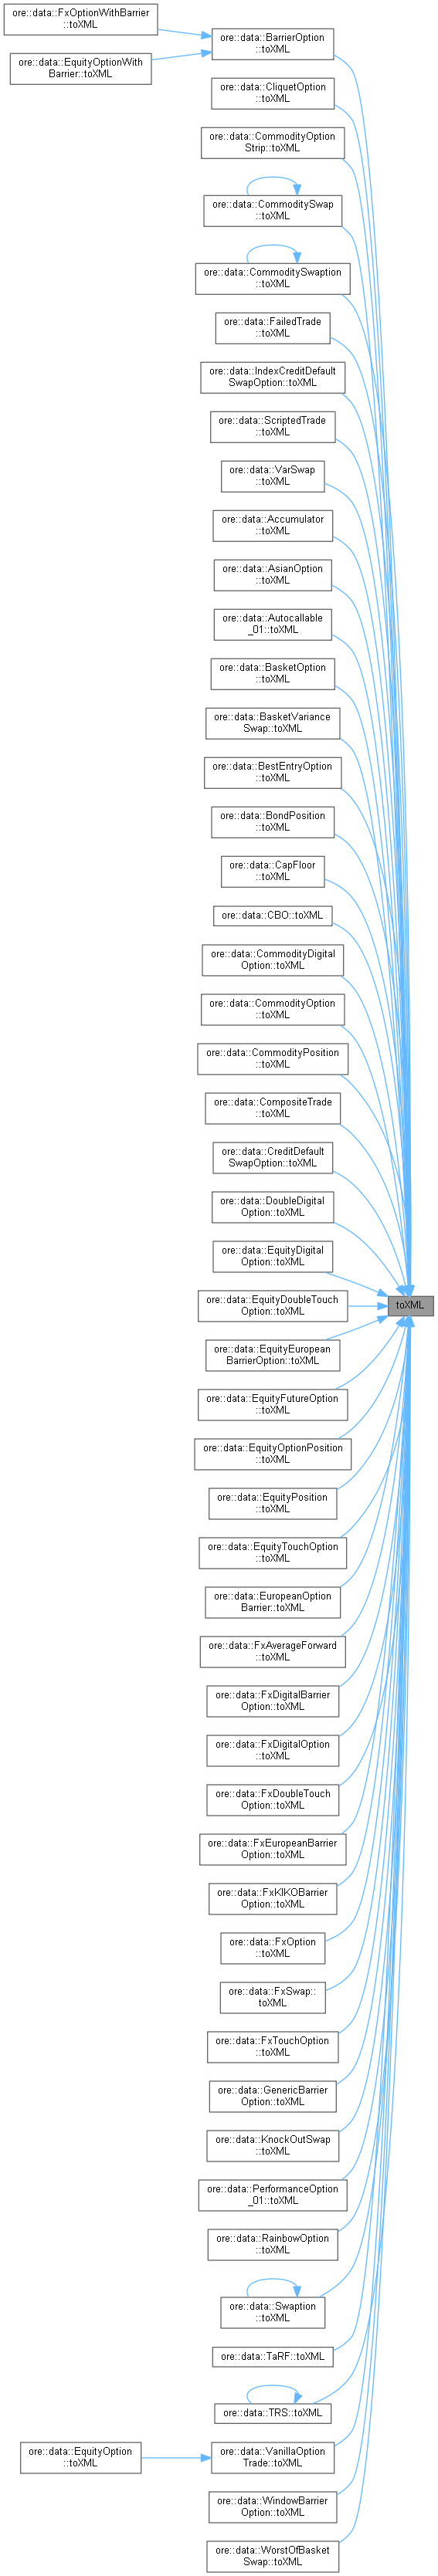 ore::data::FxOptionWithBarrier
::toXML
ore::data::BarrierOption
::toXML
ore::data::EquityOptionWith
Barrier::toXML
ore::data::CliquetOption
::toXML
ore::data::CommodityOption
Strip::toXML
ore::data::CommoditySwap
::toXML
ore::data::CommoditySwaption
::toXML
ore::data::FailedTrade
::toXML
ore::data::IndexCreditDefault
SwapOption::toXML
ore::data::ScriptedTrade
::toXML
ore::data::VarSwap
::toXML
ore::data::Accumulator
::toXML
ore::data::AsianOption
::toXML
ore::data::Autocallable
_01::toXML
ore::data::BasketOption
::toXML
ore::data::BasketVariance
Swap::toXML
ore::data::BestEntryOption
::toXML
ore::data::BondPosition
::toXML
ore::data::CapFloor
::toXML
ore::data::CBO::toXML
ore::data::CommodityDigital
Option::toXML
ore::data::CommodityOption
::toXML
ore::data::CommodityPosition
::toXML
ore::data::CompositeTrade
::toXML
ore::data::CreditDefault
SwapOption::toXML
ore::data::DoubleDigital
Option::toXML
ore::data::EquityDigital
Option::toXML
ore::data::EquityDoubleTouch
Option::toXML
toXML
ore::data::EquityEuropean
BarrierOption::toXML
ore::data::EquityFutureOption
::toXML
ore::data::EquityOptionPosition
::toXML
ore::data::EquityPosition
::toXML
ore::data::EquityTouchOption
::toXML
ore::data::EuropeanOption
Barrier::toXML
ore::data::FxAverageForward
::toXML
ore::data::FxDigitalBarrier
Option::toXML
ore::data::FxDigitalOption
::toXML
ore::data::FxDoubleTouch
Option::toXML
ore::data::FxEuropeanBarrier
Option::toXML
ore::data::FxKIKOBarrier
Option::toXML
ore::data::FxOption
::toXML
ore::data::FxSwap::
toXML
ore::data::FxTouchOption
::toXML
ore::data::GenericBarrier
Option::toXML
ore::data::KnockOutSwap
::toXML
ore::data::PerformanceOption
_01::toXML
ore::data::RainbowOption
::toXML
ore::data::Swaption
::toXML
ore::data::TaRF::toXML
ore::data::TRS::toXML
ore::data::EquityOption
::toXML
ore::data::VanillaOption
Trade::toXML
ore::data::WindowBarrier
Option::toXML
ore::data::WorstOfBasket
Swap::toXML